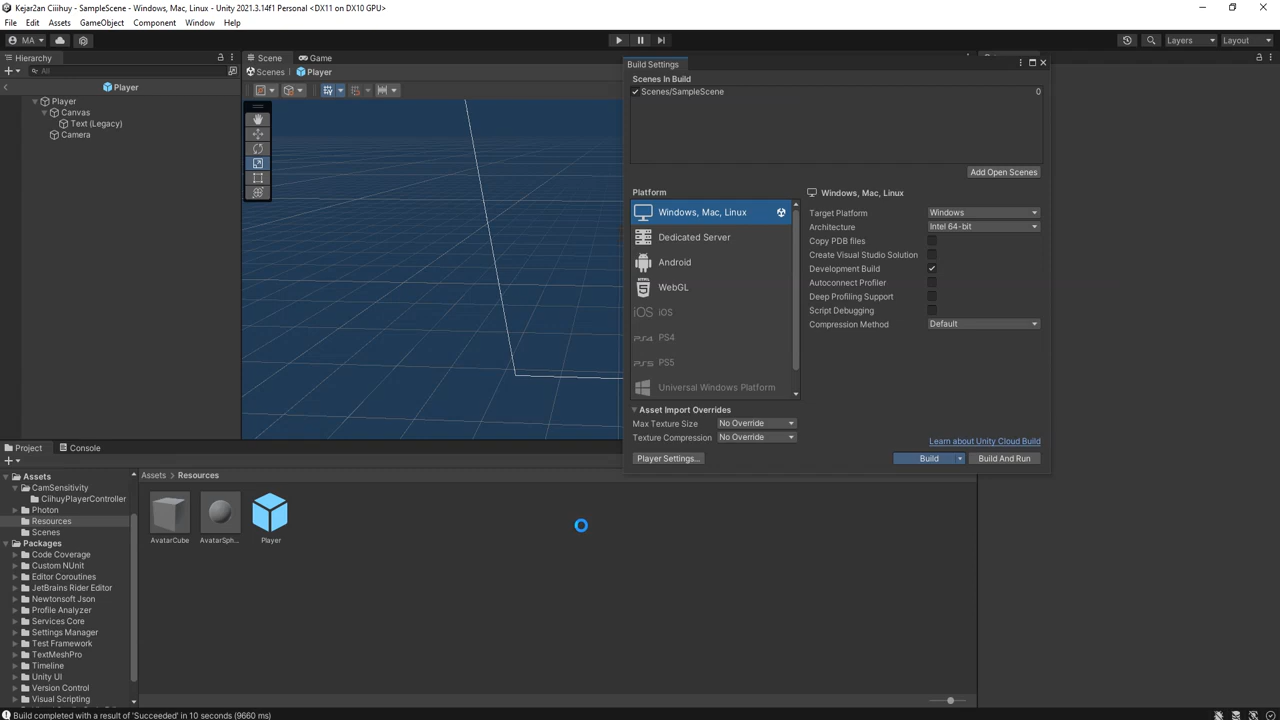 Kejar2an Ciiihuy - SampleScene - Windows, Mac, Linux - Unity 2021.3.14f1 Personal <DX11 on DX10 GPU>
File Edit Assets GameObject Component Window Help
MA Layers Layout
Hierarchy
All
Player
Player
Canvas
Text (Legacy)
Camera
Scene Game
Scenes Player
Build Settings
Scenes In Build
Scenes/SampleScene 0
Add Open Scenes
Platform
Windows, Mac, Linux
Dedicated Server
Android
WebGL
iOS iOS
PS4 PS4
PS5 PS5
Universal Windows Platform
Windows, Mac, Linux
Target Platform Windows
Architecture Intel 64-bit
Copy PDB files
Create Visual Studio Solution
Development Build
Autoconnect Profiler
Deep Profiling Support
Script Debugging
Compression Method Default
Asset Import Overrides
Max Texture Size No Override
Texture Compression No Override
Learn about Unity Cloud Build
Player Settings... Build Build And Run
Project Console
Assets
CamSensitivity
CiihuyPlayerController
Photon
Resources
Scenes
Packages
Code Coverage
Custom NUnit
Editor Coroutines
JetBrains Rider Editor
Newtonsoft Json
Profile Analyzer
Services Core
Settings Manager
Test Framework
TextMeshPro
Timeline
Unity UI
Version Control
Visual Scripting
Assets Resources
AvatarCube AvatarSph... Player
Build completed with a result of 'Succeeded' in 10 seconds (9660 ms)